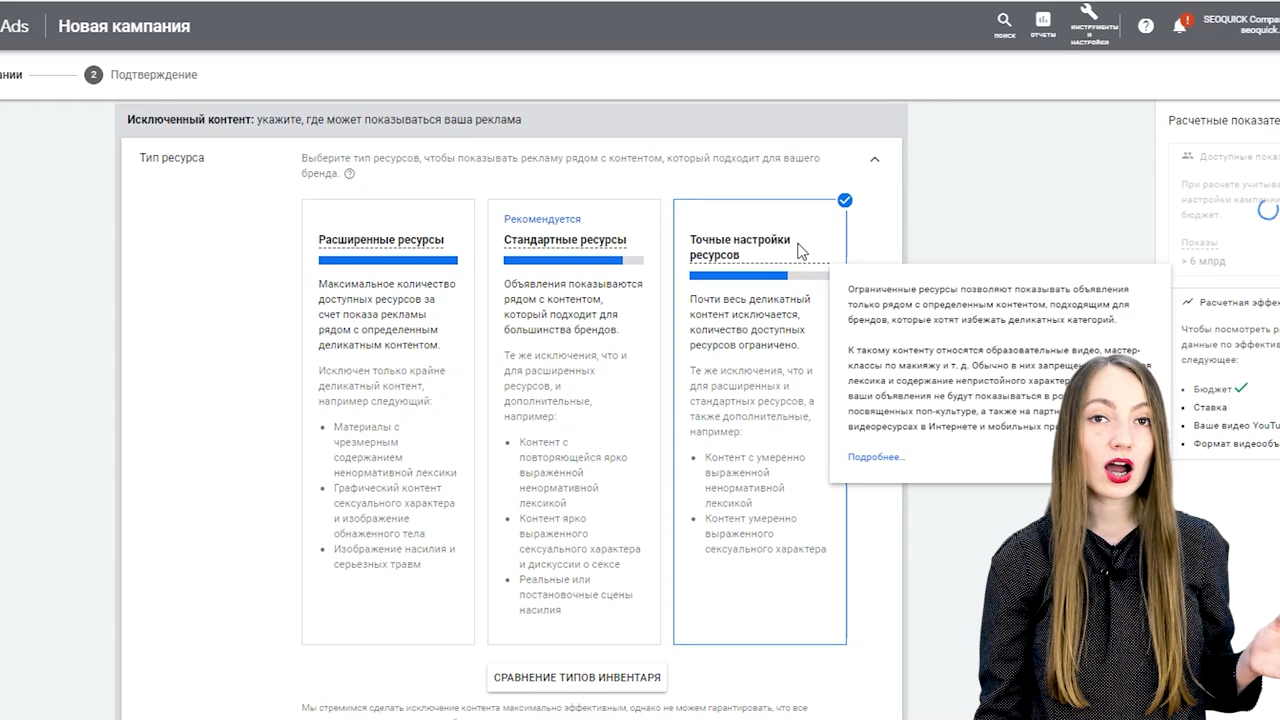 Ads
Новая кампания
ПОИСК
ОТЧЕТЫ
ИНСТРУМЕНТЫ
И
НАСТРОЙКИ
?
!
SEOQUICK Compa
seoquick.
нии
2
Подтверждение
Исключенный контент: укажите, где может показываться ваша реклама
Тип ресурса
Выберите тип ресурсов, чтобы показывать рекламу рядом с контентом, который подходит для вашего
бренда. ?
Расширенные ресурсы
Максимальное количество
доступных ресурсов за
счет показа рекламы
рядом с определенным
деликатным контентом.
Исключен только крайне
деликатный контент,
например следующий:
• Материалы с
чрезмерным
содержанием
ненормативной лексики
• Графический контент
сексуального характера
и изображение
обнаженного тела
• Изображение насилия и
серьезных травм
Рекомендуется
Стандартные ресурсы
Объявления показываются
рядом с контентом,
который подходит для
большинства брендов.
Те же исключения, что и
для расширенных
ресурсов, и
дополнительные,
например:
• Контент с
повторяющейся ярко
выраженной
ненормативной
лексикой
• Контент ярко
выраженного
сексуального характера
и дискуссии о сексе
• Реальные или
постановочные сцены
насилия
Точные настройки
ресурсов
Почти весь деликатный
контент исключается,
количество доступных
ресурсов ограничено.
Те же исключения, что и
для расширенных и
стандартных ресурсов, а
также дополнительные,
например:
• Контент с умеренно
выраженной
ненормативной
лексикой
• Контент умеренно
выраженного
сексуального характера
Ограниченные ресурсы позволяют показывать объявления
только рядом с определенным контентом, подходящим для
брендов, которые хотят избежать деликатных категорий.
К такому контенту относятся образовательные видео, мастер-
классы по макияжу и т. д. Обычно в них запрещен
лексика и содержание непристойного характер
ваши объявления не будут показываться в ро
посвященных поп-культуре, а также на партн
видеоресурсах в Интернете и мобильных пр
Подробнее...
СРАВНЕНИЕ ТИПОВ ИНВЕНТАРЯ
Мы стремимся сделать исключение контента максимально эффективным, однако не можем гарантировать, что все
Расчетные показате
Доступные показ
При расчете учитыва
настройки кампании
бюджет.
Показы
> 6 млрд
Расчетная эффек
Чтобы посмотреть ра
данные по эффектив
следующее:
• Бюджет
• Ставка
• Ваше видео YouTu
• Формат видеообъ